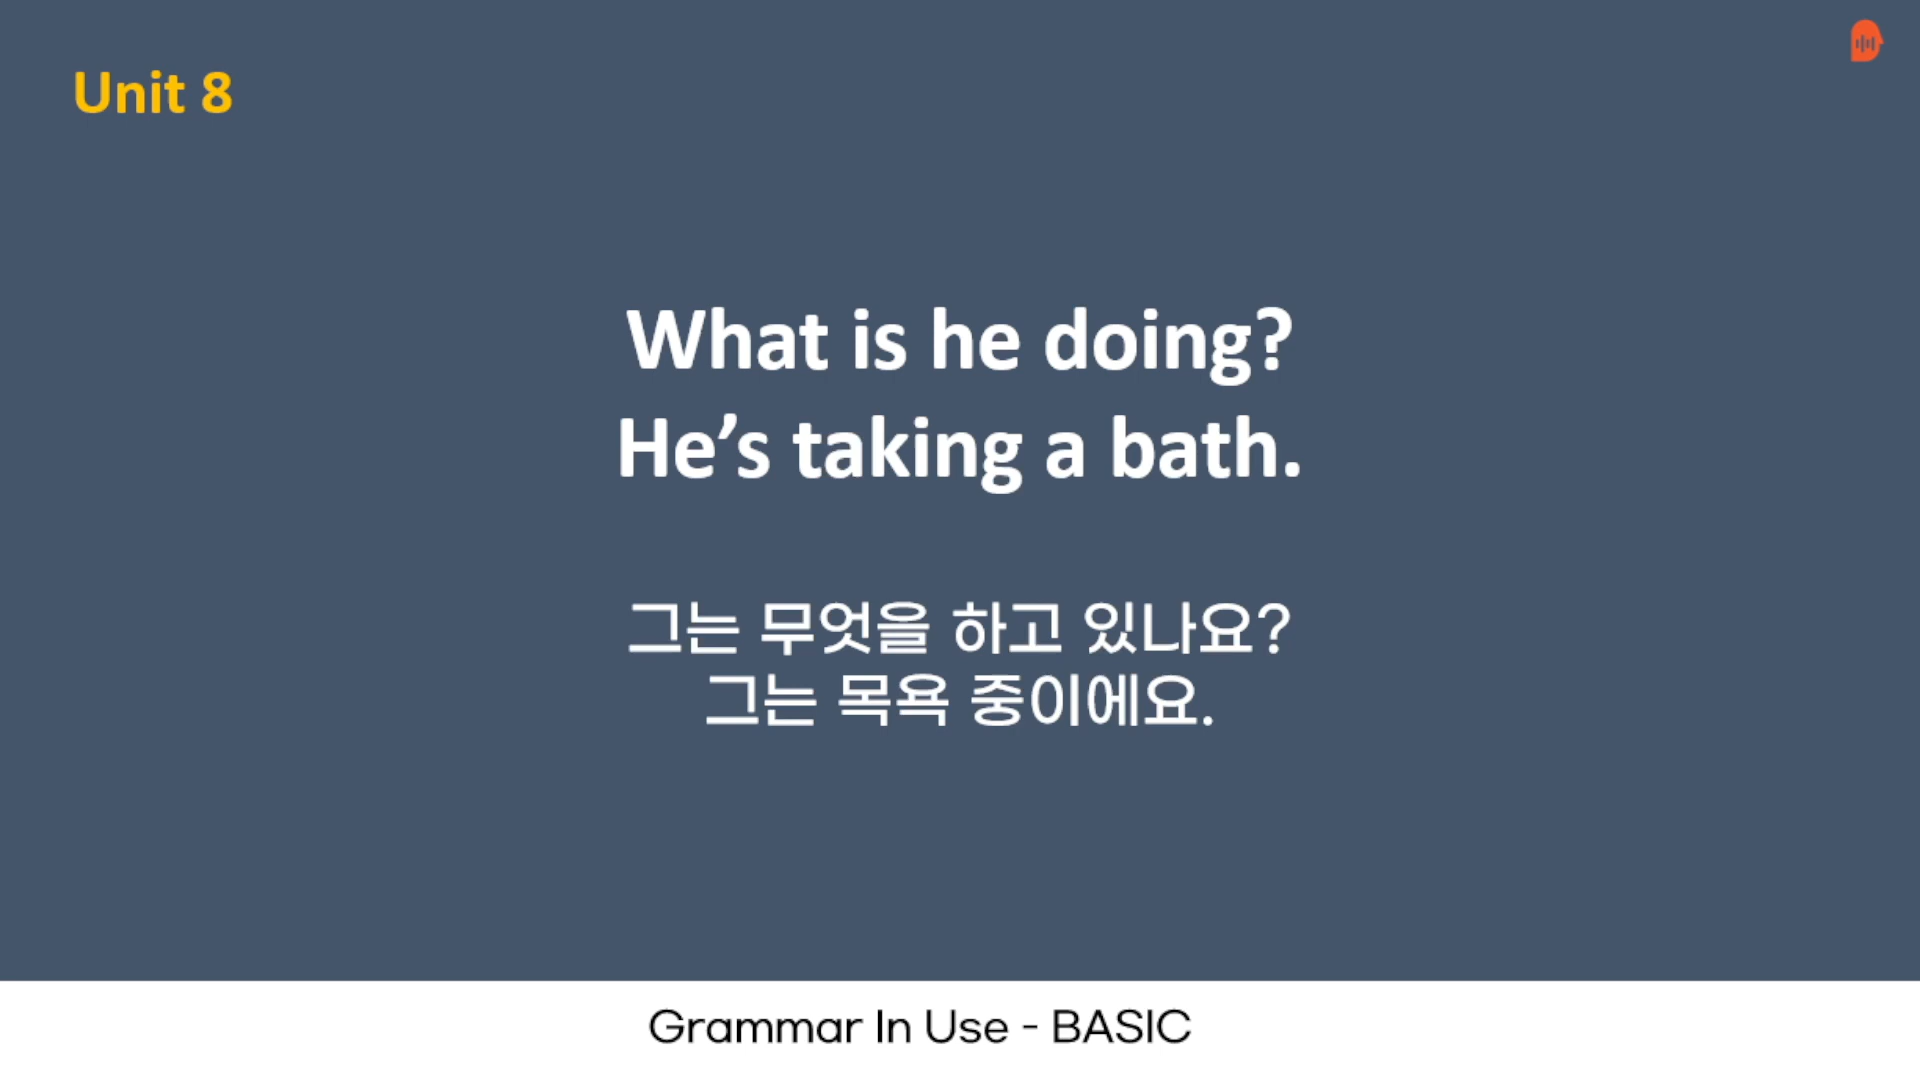 Unit 8
What is he doing?
He’s taking a bath.
그는 무엇을 하고 있나요?
그는 목욕 중이에요.
Grammar In Use - BASIC